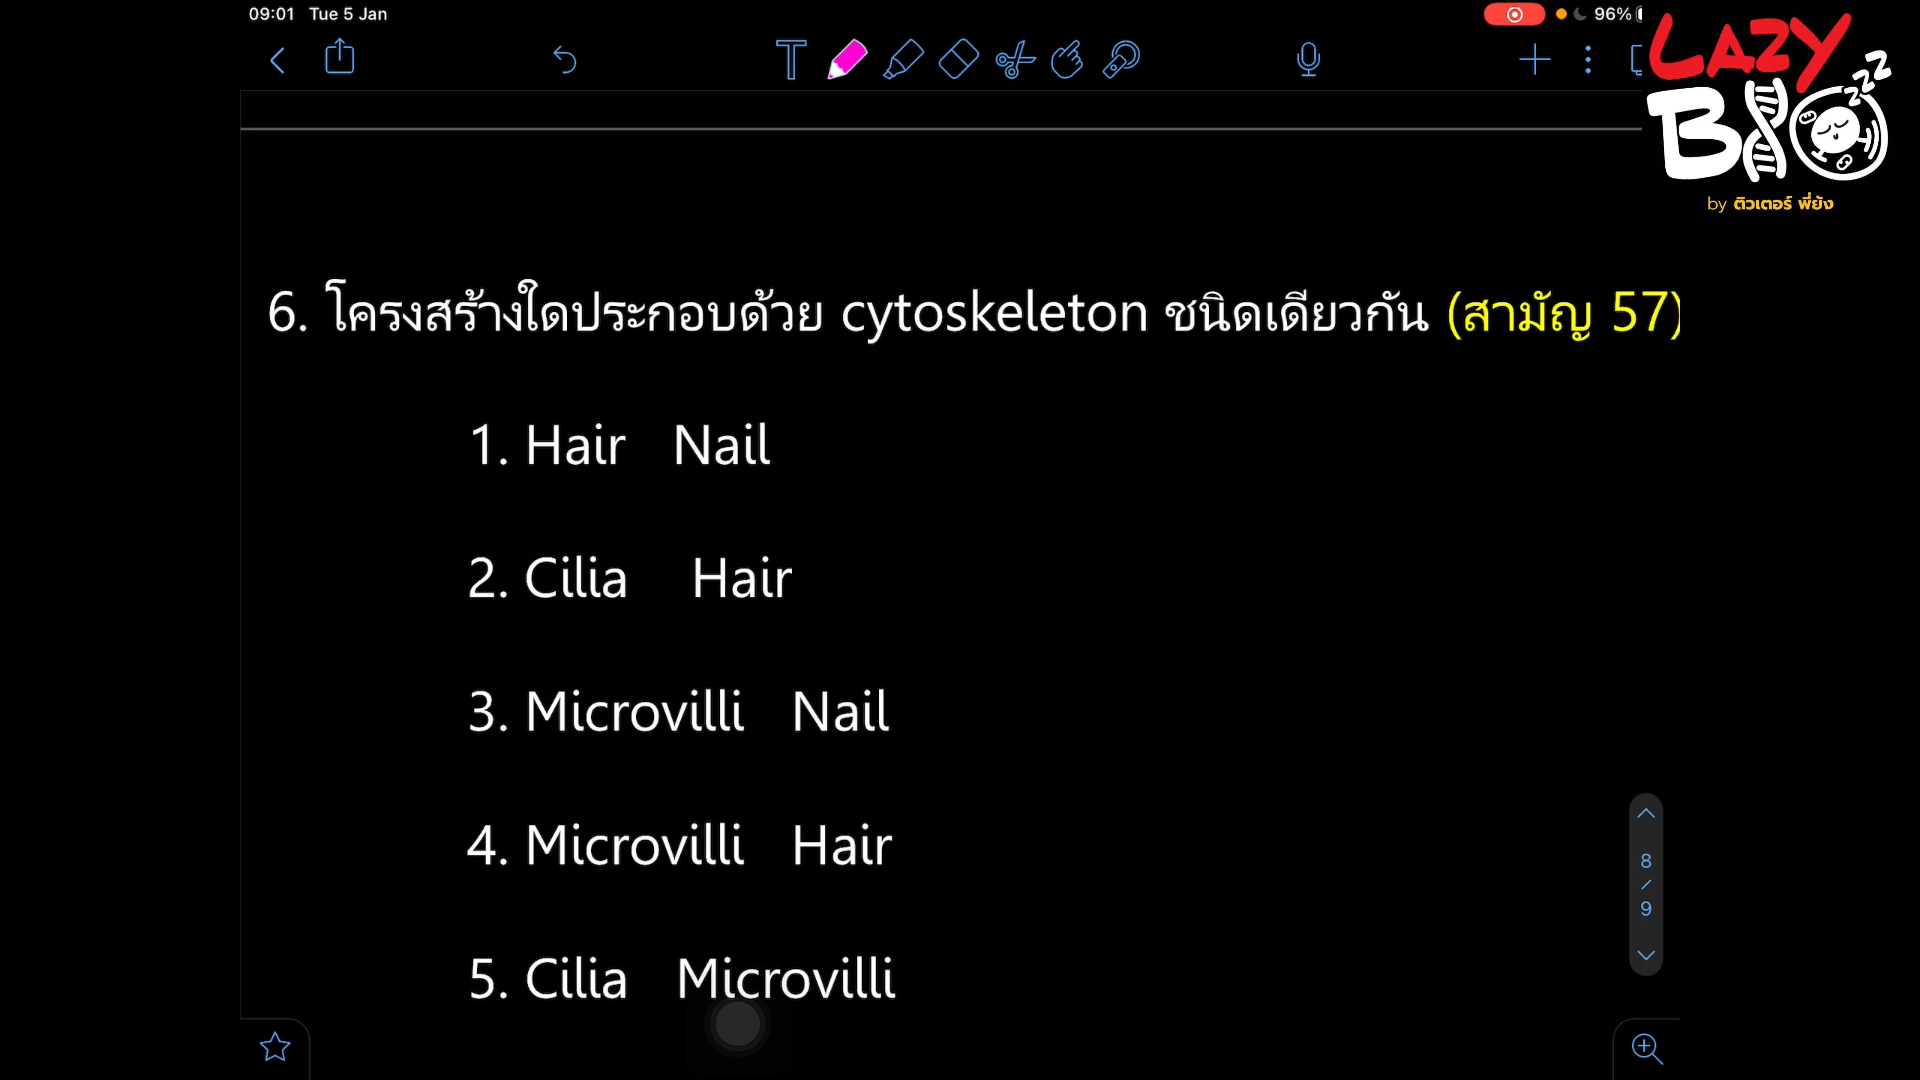 09:01 Tue 5 Jan
96%
LAZY
BIO zzz
by ติวเตอร์ พี่ยัง
6. โครงสร้างใดประกอบด้วย cytoskeleton ชนิดเดียวกัน (สามัญ 57)
1. Hair Nail
2. Cilia Hair
3. Microvilli Nail
4. Microvilli Hair
5. Cilia Microvilli
8
/
9